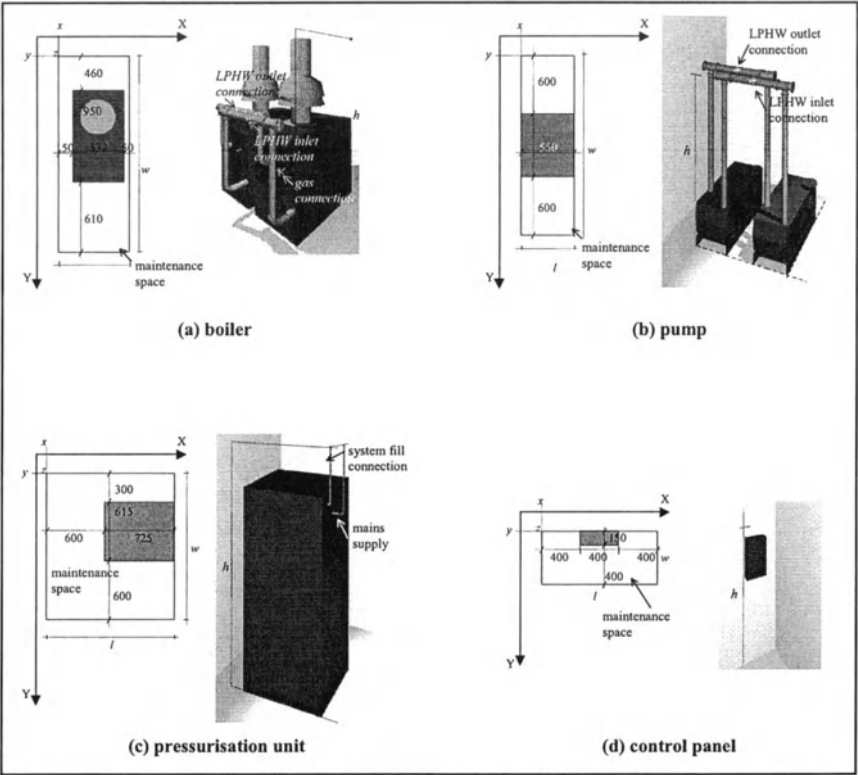 x
X
y
z
460
950
50
572
50
w
610
maintenance
space
l
Y
LPHW outlet
connection
LPHW inlet
connection
gas
connection
h
(a) boiler
x
X
y
z
600
550
w
600
maintenance
space
l
Y
LPHW outlet
connection
LPHW inlet
connection
h
(b) pump
x
X
y
z
300
615
600
725
w
maintenance
space
600
l
Y
system fill
connection
mains
supply
h
(c) pressurisation unit
x
X
y
z
150
400
400
400
w
400
l
maintenance
space
Y
h
(d) control panel